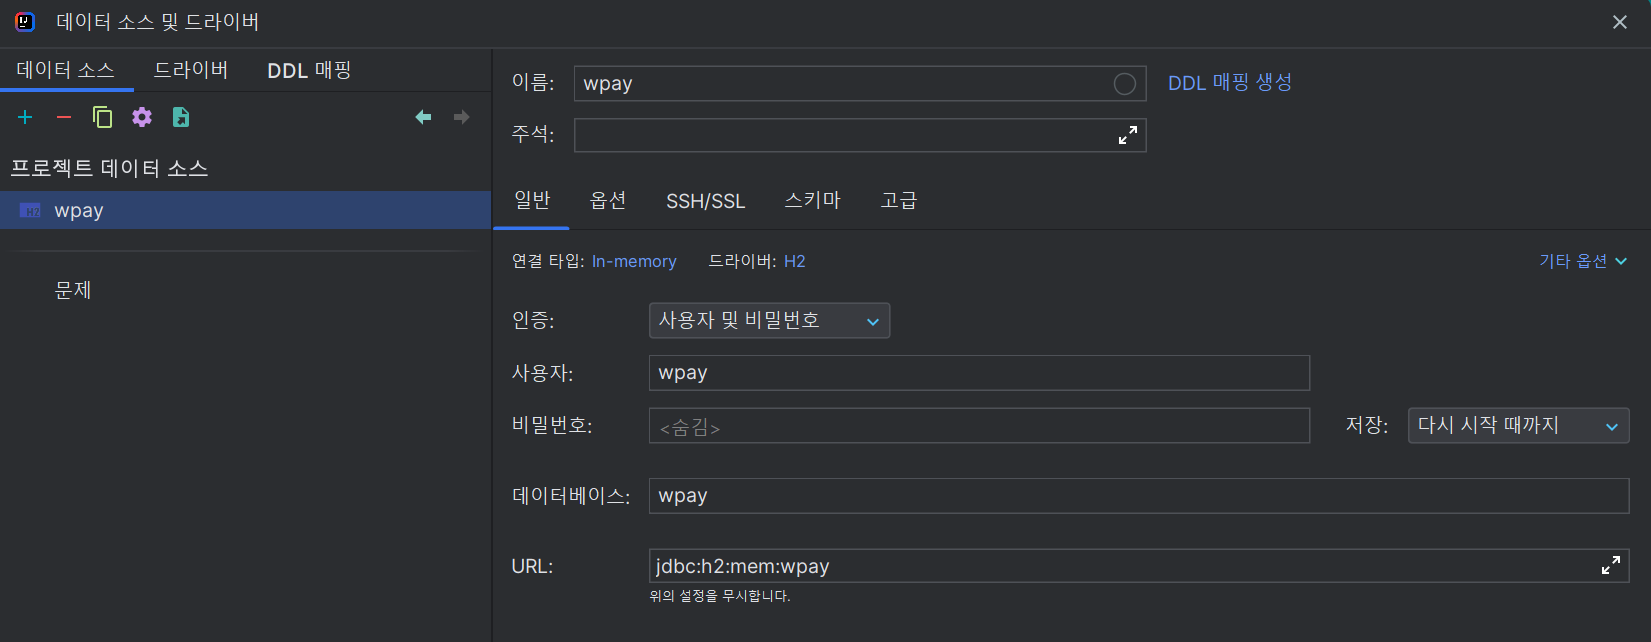 데이터 소스 및 드라이버
데이터 소스 드라이버 DDL 매핑
프로젝트 데이터 소스
H2 wpay
문제
이름: wpay DDL 매핑 생성
주석:
일반 옵션 SSH/SSL 스키마 고급
연결 타입: In-memory 드라이버: H2 기타 옵션
인증: 사용자 및 비밀번호
사용자: wpay
비밀번호: <숨김> 저장: 다시 시작 때까지
데이터베이스: wpay
URL: jdbc:h2:mem:wpay
위의 설정을 무시합니다.